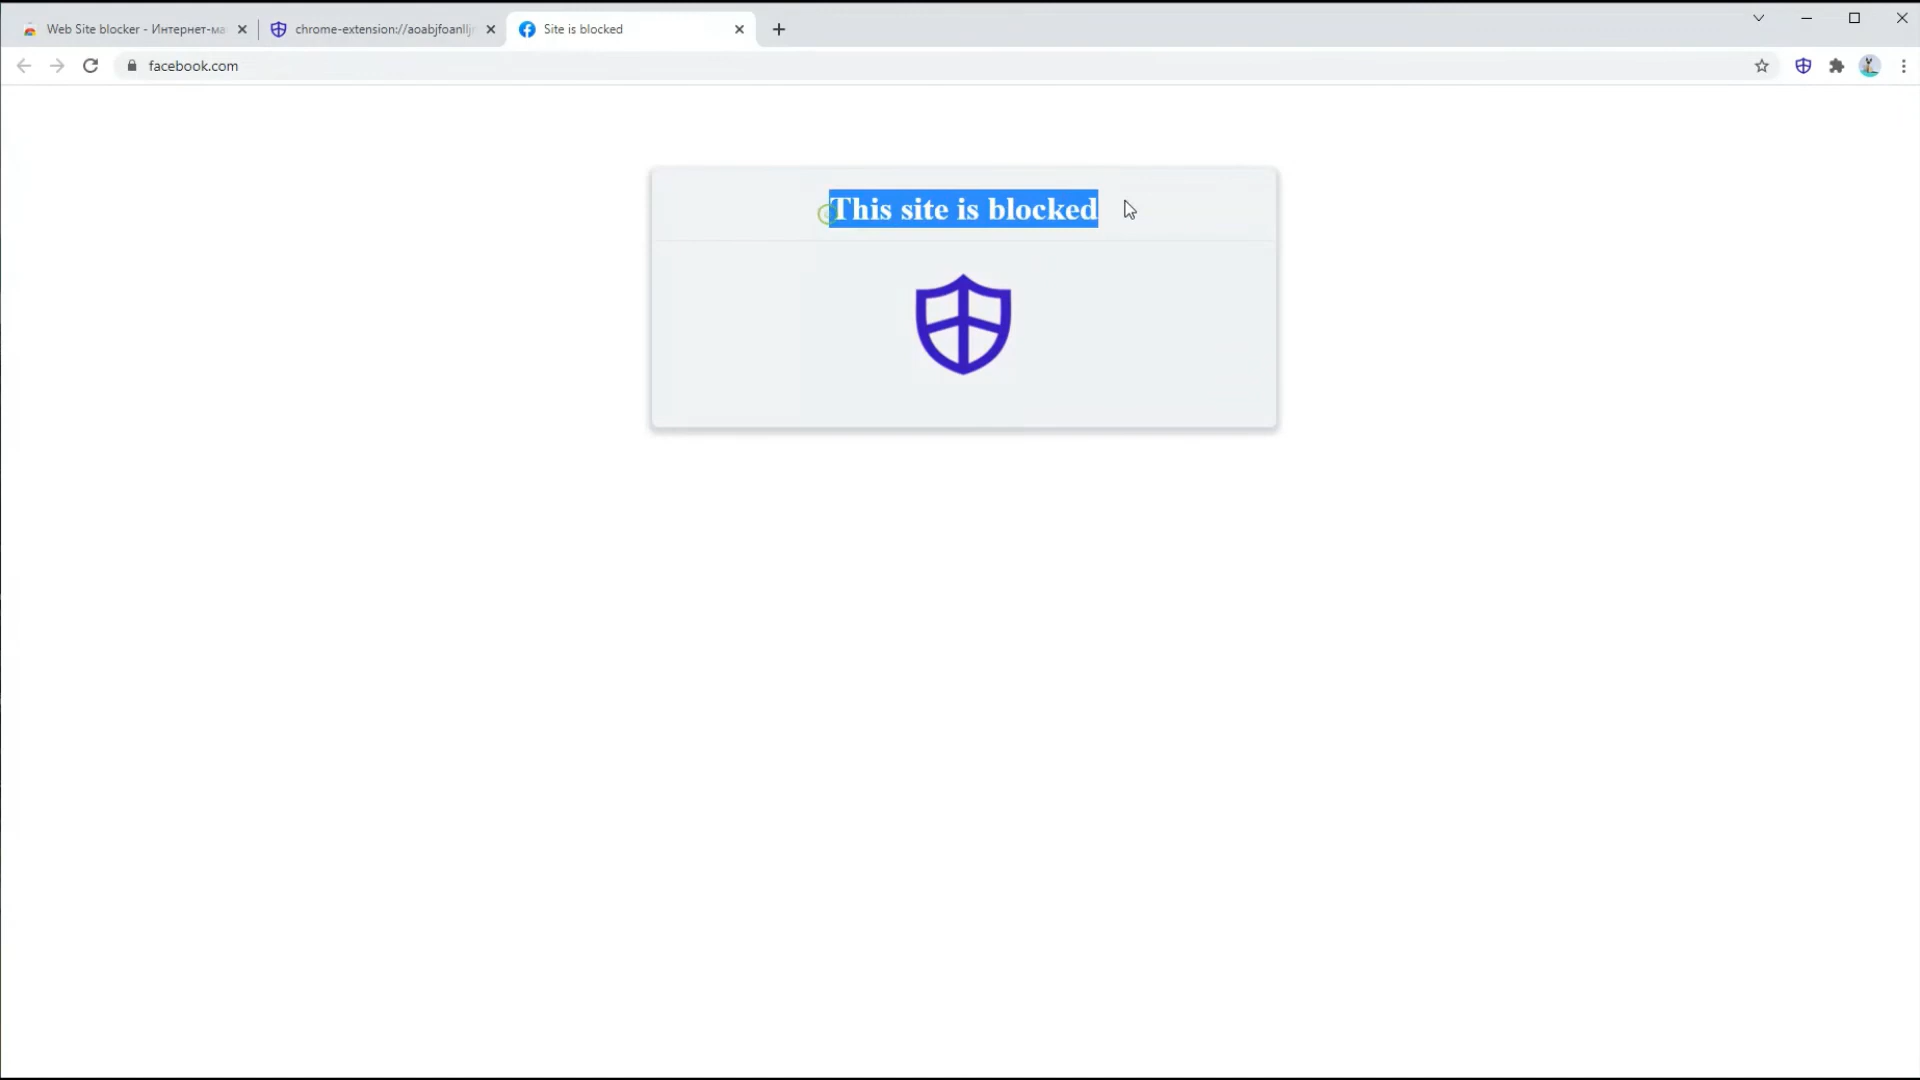 Web Site blocker - Интернет-ма
chrome-extension://aoabjfoanllj
Site is blocked
facebook.com
This site is blocked